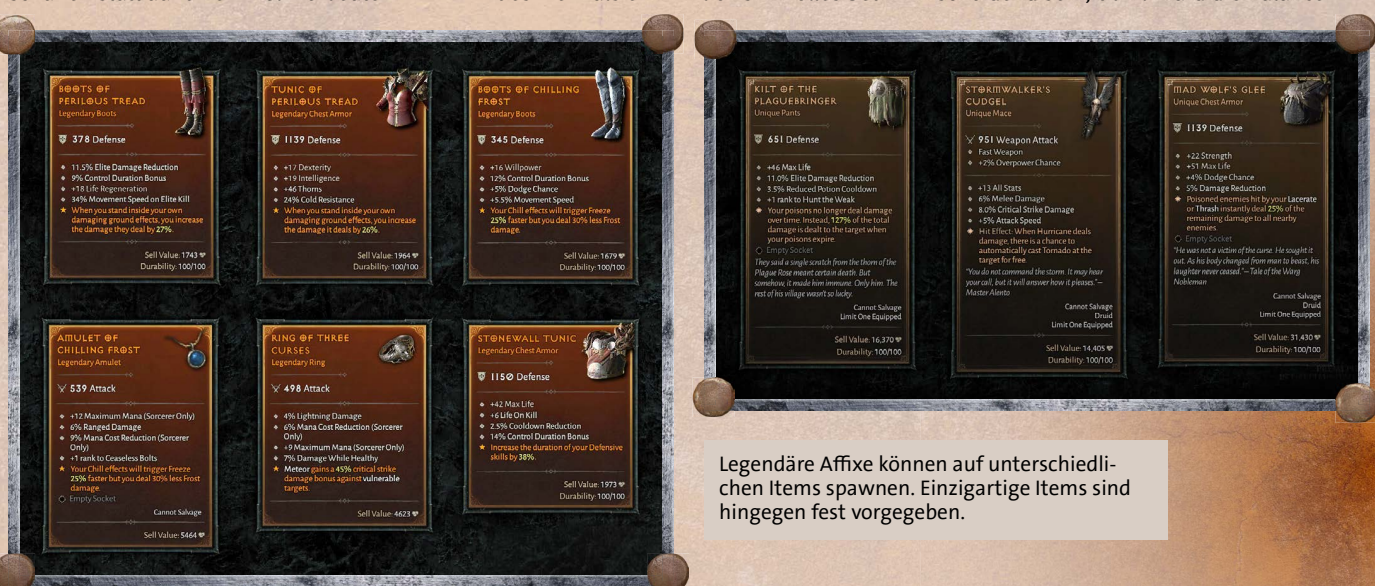 BOOTS OF
PERILOUS TREAD
Legendary Boots
378 Defense
11.5% Elite Damage Reduction
9% Control Duration Bonus
+18 Life Regeneration
34% Movement Speed on Elite Kill
When you stand inside your own
damaging ground effects, you increase
the damage they deal by 27%.
Sell Value: 1743
Durability: 100/100
TUNIC OF
PERILOUS TREAD
Legendary Chest Armor
1139 Defense
+17 Dexterity
+19 Intelligence
+46 Thorns
24% Cold Resistance
When you stand inside your own
damaging ground effects, you increase
the damage it deals by 26%.
Sell Value: 1964
Durability: 100/100
BOOTS OF CHILLING
FROST
Legendary Boots
345 Defense
+16 Willpower
12% Control Duration Bonus
+5% Dodge Chance
+5.5% Movement Speed
Your Chill effects will trigger Freeze
25% faster but you deal 30% less Frost
damage.
Sell Value: 1679
Durability: 100/100
AMULET OF
CHILLING FROST
Legendary Amulet
539 Attack
+12 Maximum Mana (Sorcerer Only)
6% Ranged Damage
9% Mana Cost Reduction (Sorcerer
Only)
+1 rank to Ceaseless Bolts
Your Chill effects will trigger Freeze
25% faster but you deal 30% less Frost
damage.
Empty Socket
Cannot Salvage
Sell Value: 5464
RING OF THREE
CURSES
Legendary Ring
498 Attack
4% Lightning Damage
6% Mana Cost Reduction (Sorcerer
Only)
+9 Maximum Mana (Sorcerer Only)
7% Damage While Healthy
Meteor gains a 45% critical strike
damage bonus against vulnerable
targets.
Sell Value: 4623
STONEWALL TUNIC
Legendary Chest Armor
1150 Defense
+42 Max Life
+6 Life On Kill
2.5% Cooldown Reduction
14% Control Duration Bonus
Increase the duration of your Defensive
skills by 38%.
Sell Value: 1973
Durability: 100/100
KILT OF THE
PLAGUEBRINGER
Unique Pants
651 Defense
+46 Max Life
11.0% Elite Damage Reduction
3.5% Reduced Potion Cooldown
+1 rank to Hunt the Weak
Your poisons no longer deal damage
over time. Instead, 127% of the total
damage is dealt to the target when
your poisons expire.
Empty Socket
They said a single scratch from the thorn of the
Plague Rose meant certain death. But
somehow, it made him immune. Only him. The
rest of his village wasn't so lucky.
Cannot Salvage
Limit One Equipped
Sell Value: 16,370
Durability: 100/100
STORMWALKER'S
CUDGEL
Unique Mace
951 Weapon Attack
Fast Weapon
+2% Overpower Chance
+13 All Stats
6% Melee Damage
8.0% Critical Strike Damage
+5% Attack Speed
Hit Effect: When Hurricane deals
damage, there is a chance to
automatically cast Tornado at the
target for free.
"You do not command the storm. It may hear
your call, but it will answer how it pleases."—
Master Alento
Cannot Salvage
Druid
Limit One Equipped
Sell Value: 14,405
Durability: 100/100
MAD WOLF'S GLEE
Unique Chest Armor
1139 Defense
+22 Strength
+51 Max Life
+4% Dodge Chance
5% Damage Reduction
Poisoned enemies hit by your Lacerate
or Thrash instantly deal 25% of the
remaining damage to all nearby
enemies.
Empty Socket
"He was not a victim of the curse. He sought it
out. As his body changed from man to beast, his
laughter never ceased."— Tale of the Warg
Nobleman
Cannot Salvage
Druid
Limit One Equipped
Sell Value: 31,430
Durability: 100/100
Legendäre Affixe können auf unterschiedli-
chen Items spawnen. Einzigartige Items sind
hingegen fest vorgegeben.